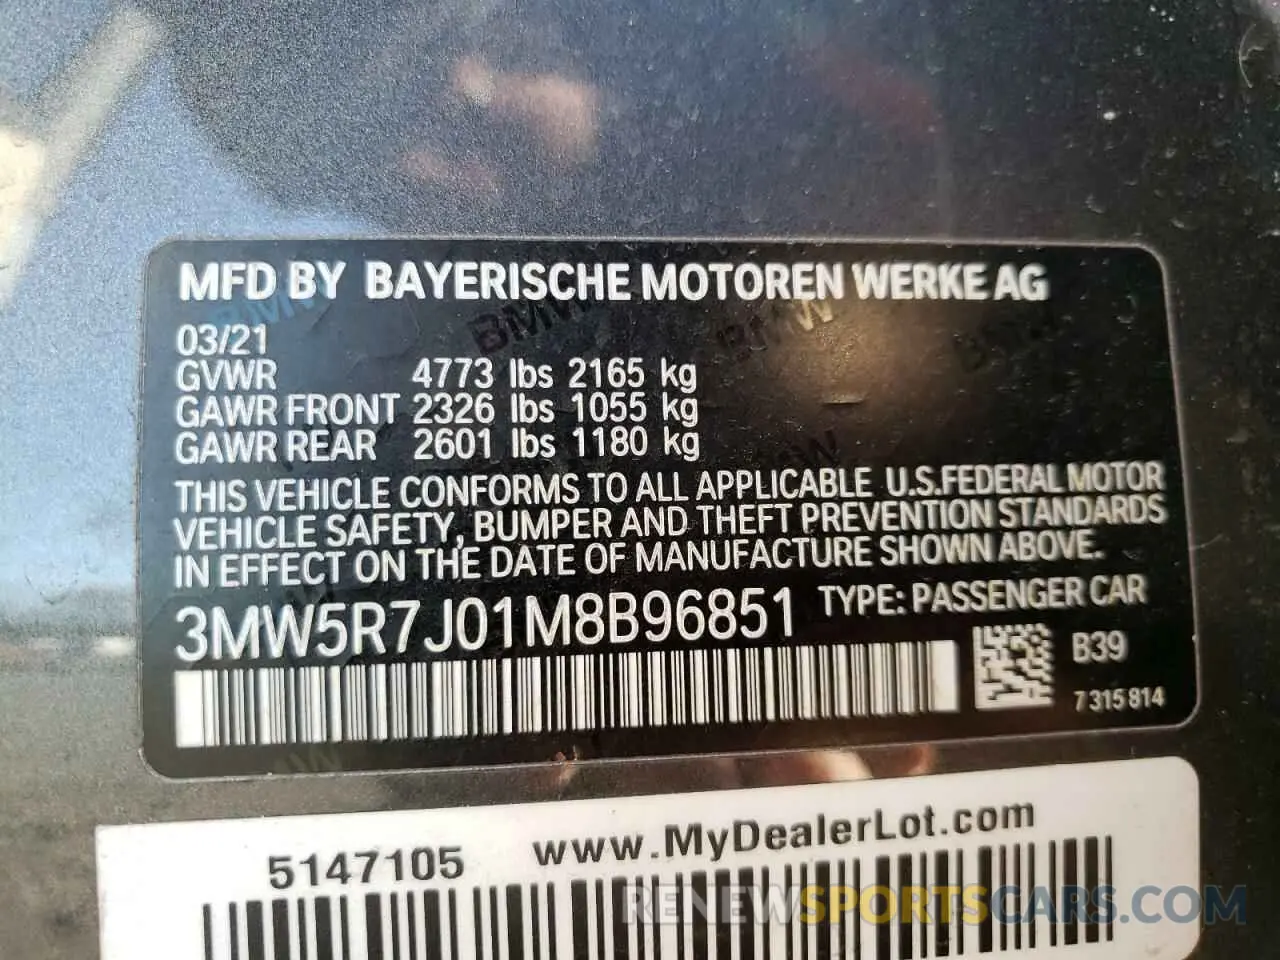 MFD BY BAYERISCHE MOTOREN WERKE AG
03/21
GVWR 4773 lbs 2165 kg
GAWR FRONT 2326 lbs 1055 kg
GAWR REAR 2601 lbs 1180 kg
THIS VEHICLE CONFORMS TO ALL APPLICABLE U.S.FEDERAL MOTOR
VEHICLE SAFETY, BUMPER AND THEFT PREVENTION STANDARDS
IN EFFECT ON THE DATE OF MANUFACTURE SHOWN ABOVE.
3MW5R7J01M8B96851 TYPE: PASSENGER CAR
B39
7 315 814
5147105 www.MyDealerLot.com
RENEWSPORTSCARS.COM